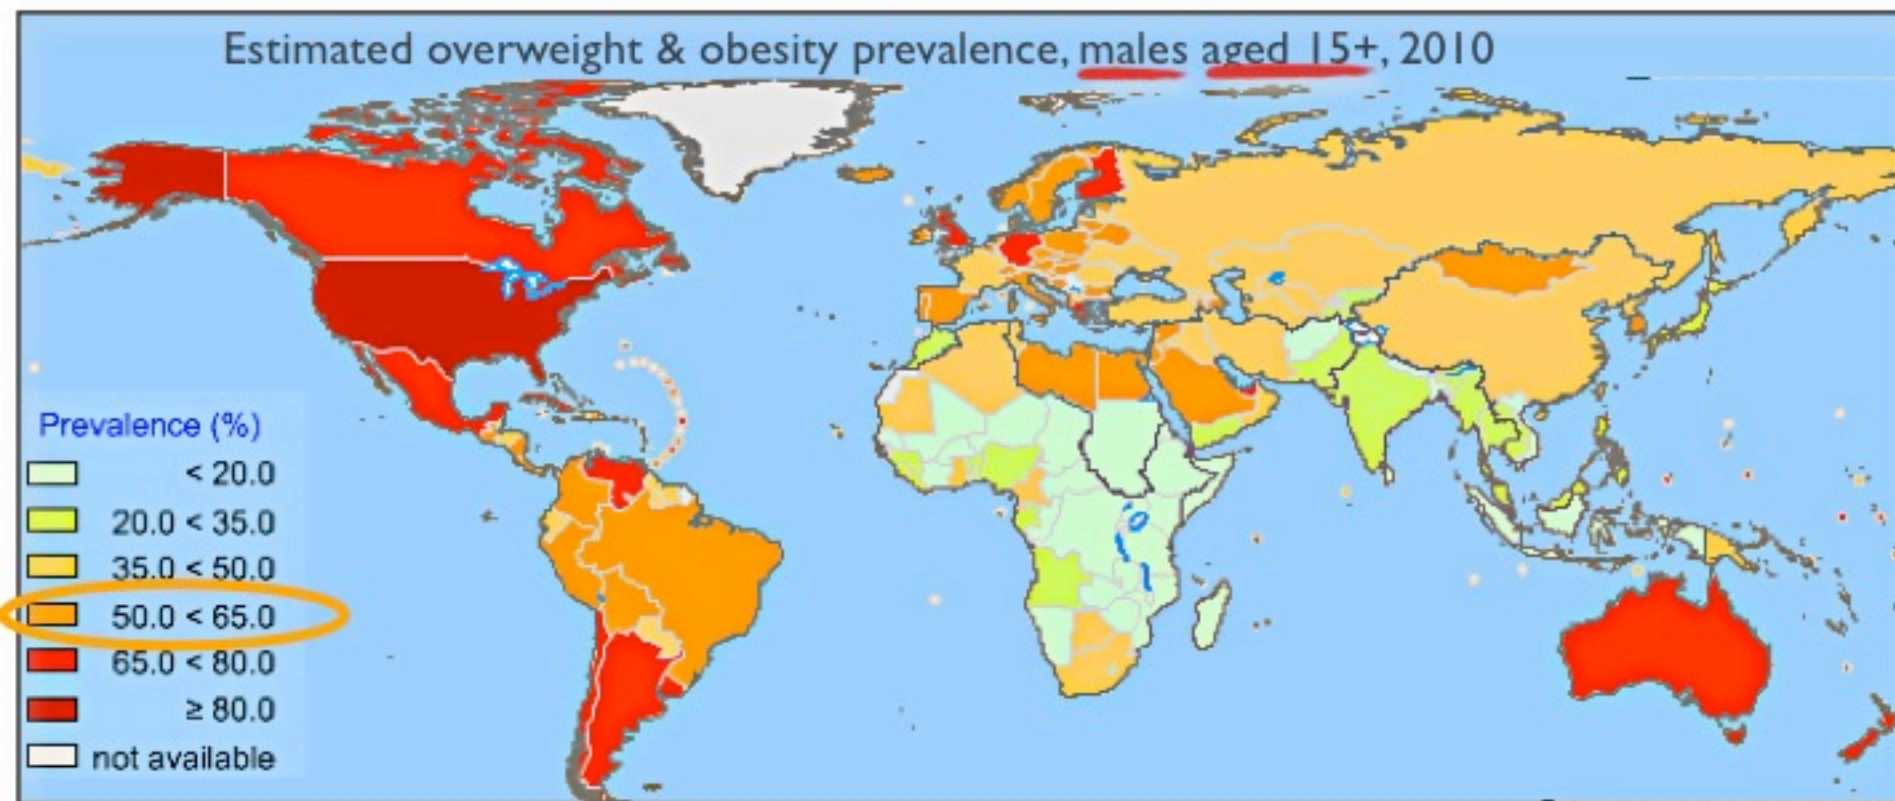 Estimated overweight & obesity prevalence, males aged 15+, 2010
Prevalence (%)
< 20.0
20.0 < 35.0
35.0 < 50.0
50.0 < 65.0
65.0 < 80.0
≥ 80.0
not available